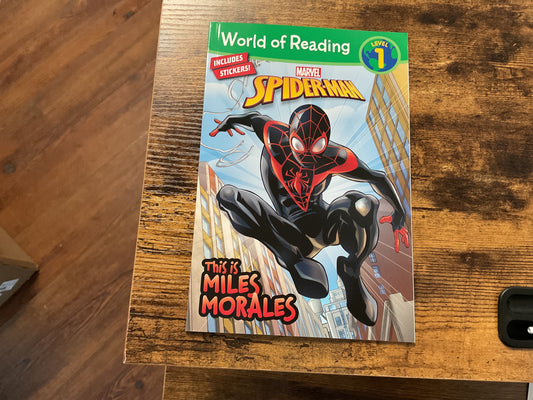 World of Reading
LEVEL
1
INCLUDES
STICKERS!
MARVEL
SPIDER-MAN
This is
MILES
MORALES